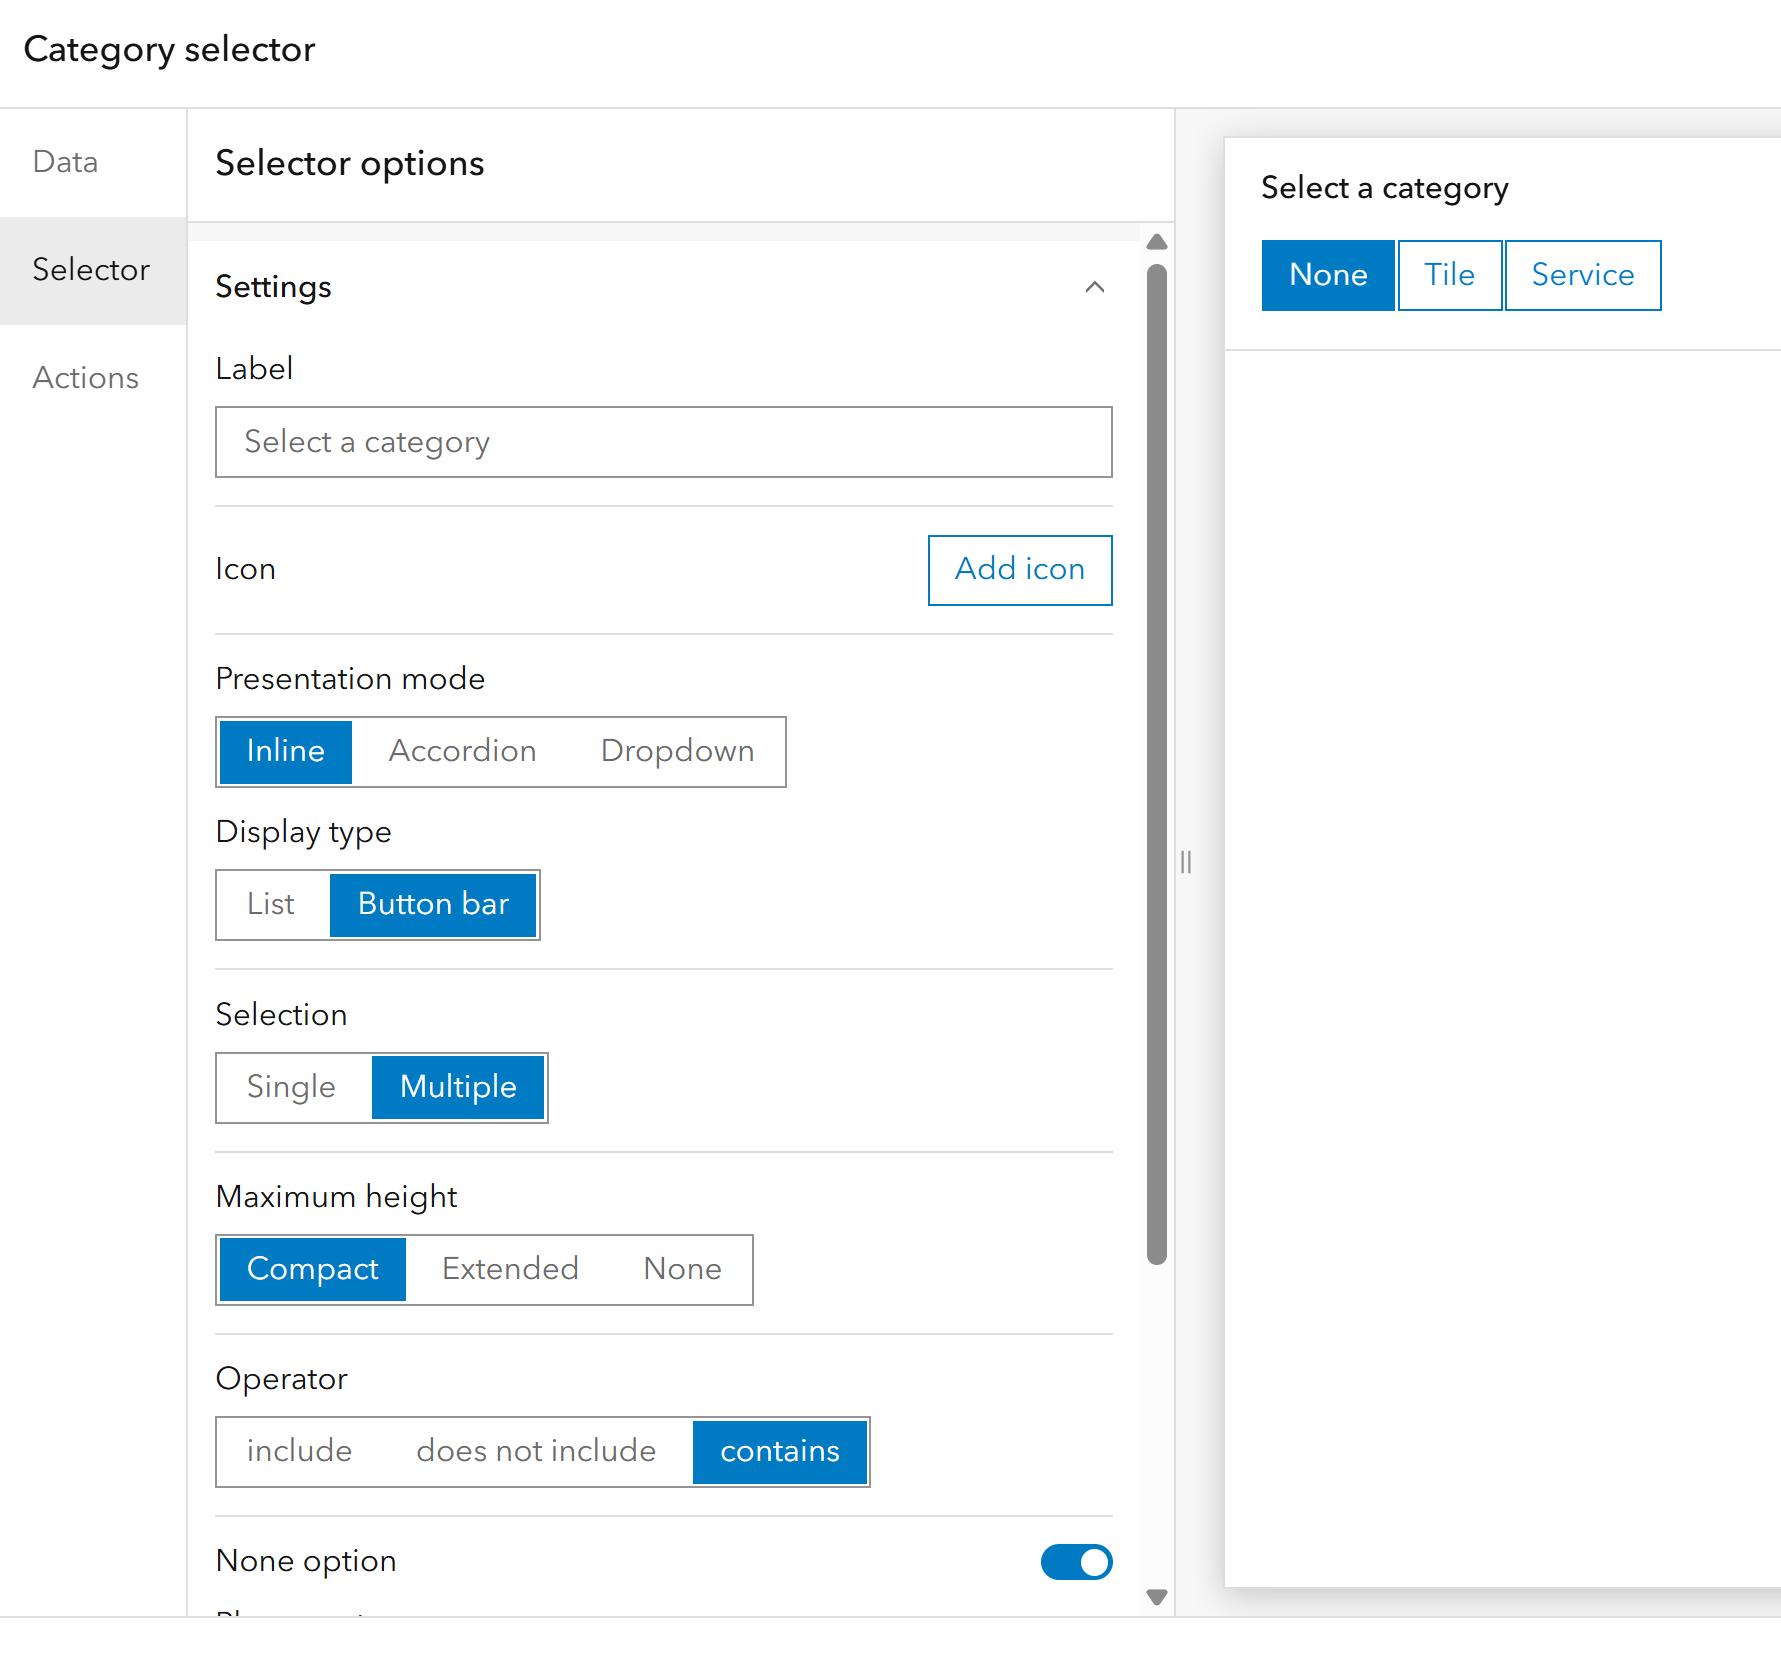 Category selector
Data
Selector
Actions
Selector options
Settings
Label
Select a category
Icon
Add icon
Presentation mode
Inline Accordion Dropdown
Display type
List Button bar
Selection
Single Multiple
Maximum height
Compact Extended None
Operator
include does not include contains
None option
Select a category
None Tile Service